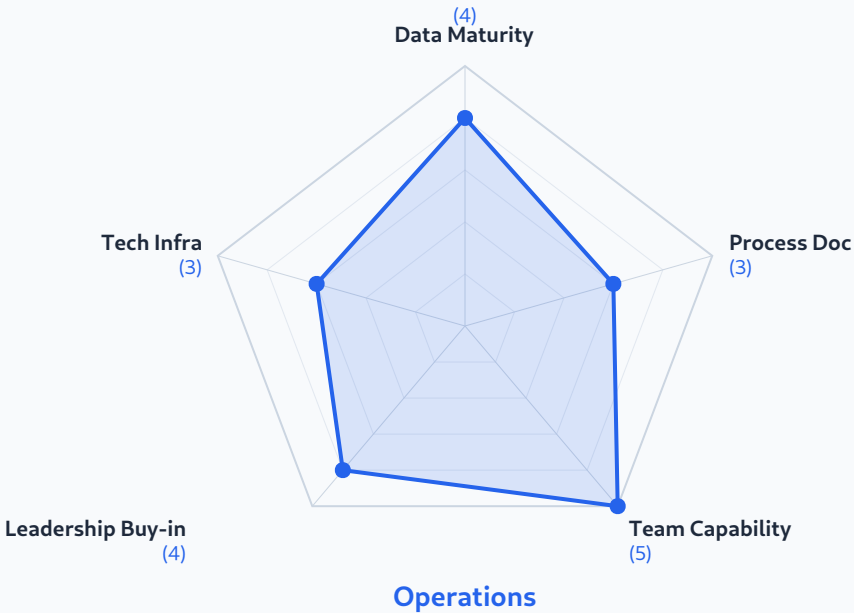 (4)
Data Maturity
Tech Infra
(3)
Process Doc
(3)
Leadership Buy-in
(4)
Team Capability
(5)
Operations